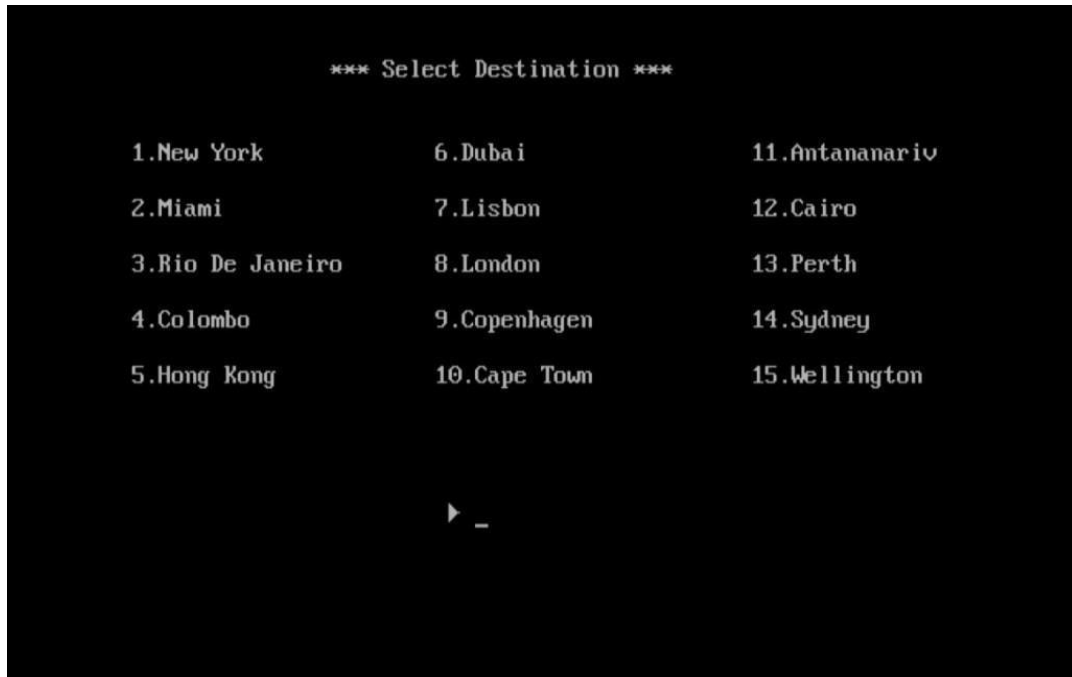 *** Select Destination ***
1.New York 6.Dubai 11.Antananariv
2.Miami 7.Lisbon 12.Cairo
3.Rio De Janeiro 8.London 13.Perth
4.Colombo 9.Copenhagen 14.Sydney
5.Hong Kong 10.Cape Town 15.Wellington